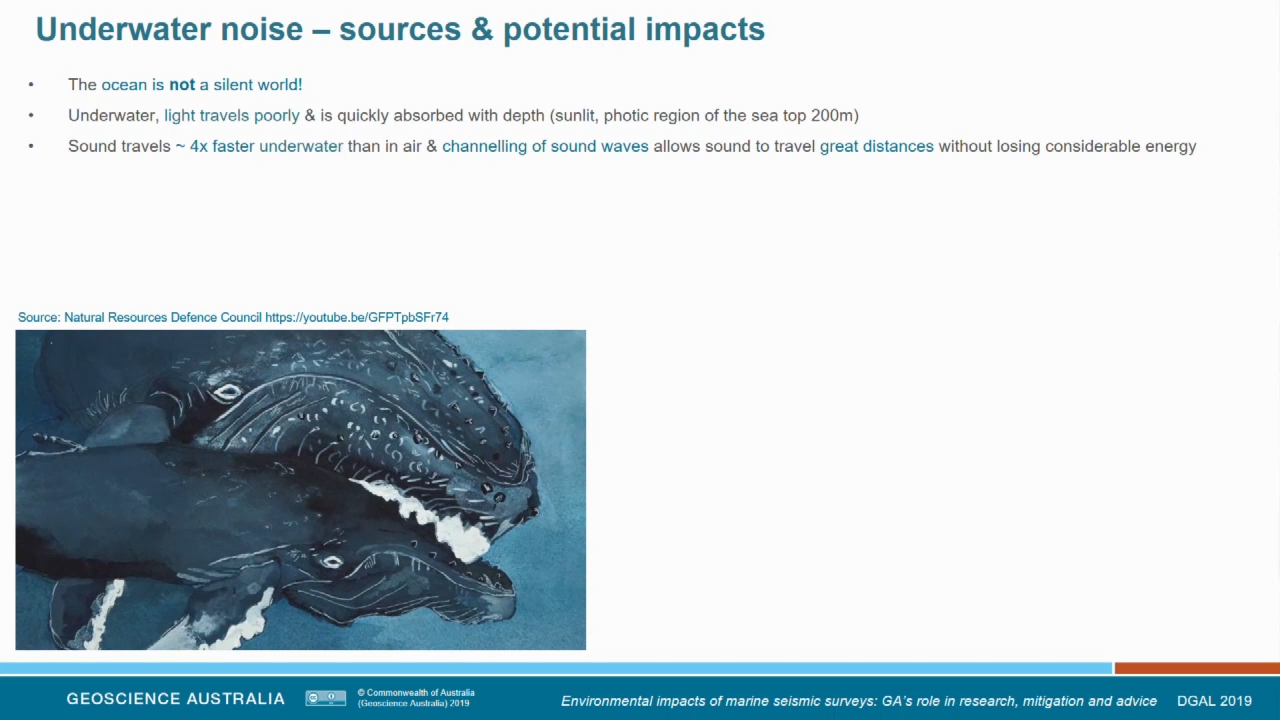 Underwater noise – sources & potential impacts
• The ocean is not a silent world!
• Underwater, light travels poorly & is quickly absorbed with depth (sunlit, photic region of the sea top 200m)
• Sound travels ~ 4x faster underwater than in air & channelling of sound waves allows sound to travel great distances without losing considerable energy
Source: Natural Resources Defence Council https://youtube.be/GFPTpbSFr74
GEOSCIENCE AUSTRALIA
© Commonwealth of Australia
(Geoscience Australia) 2019
Environmental impacts of marine seismic surveys: GA's role in research, mitigation and advice
DGAL 2019